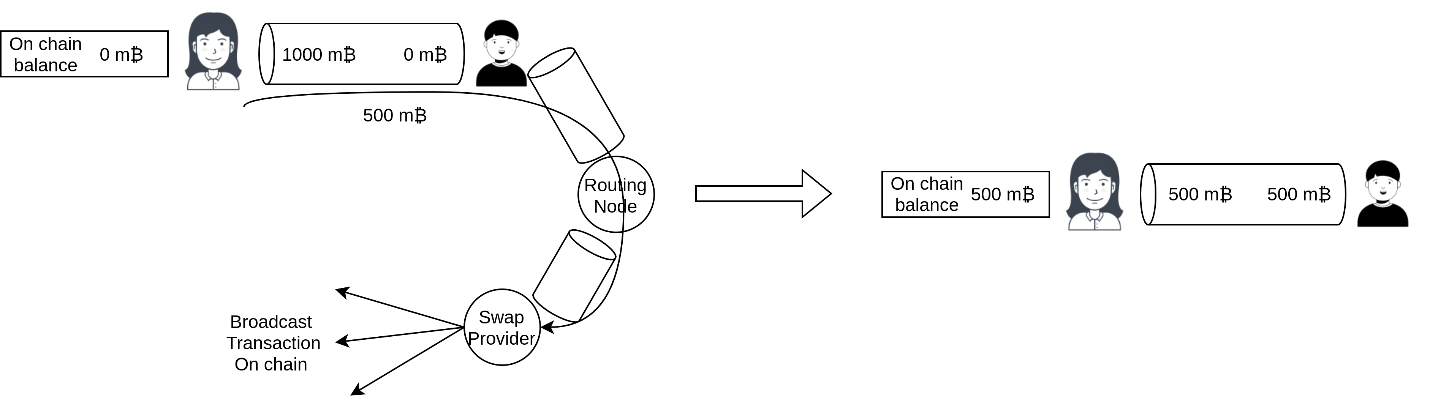 On chain
balance
0 m₿
1000 m₿
0 m₿
500 m₿
Routing
Node
Swap
Provider
Broadcast
Transaction
On chain
On chain
balance
500 m₿
500 m₿
500 m₿